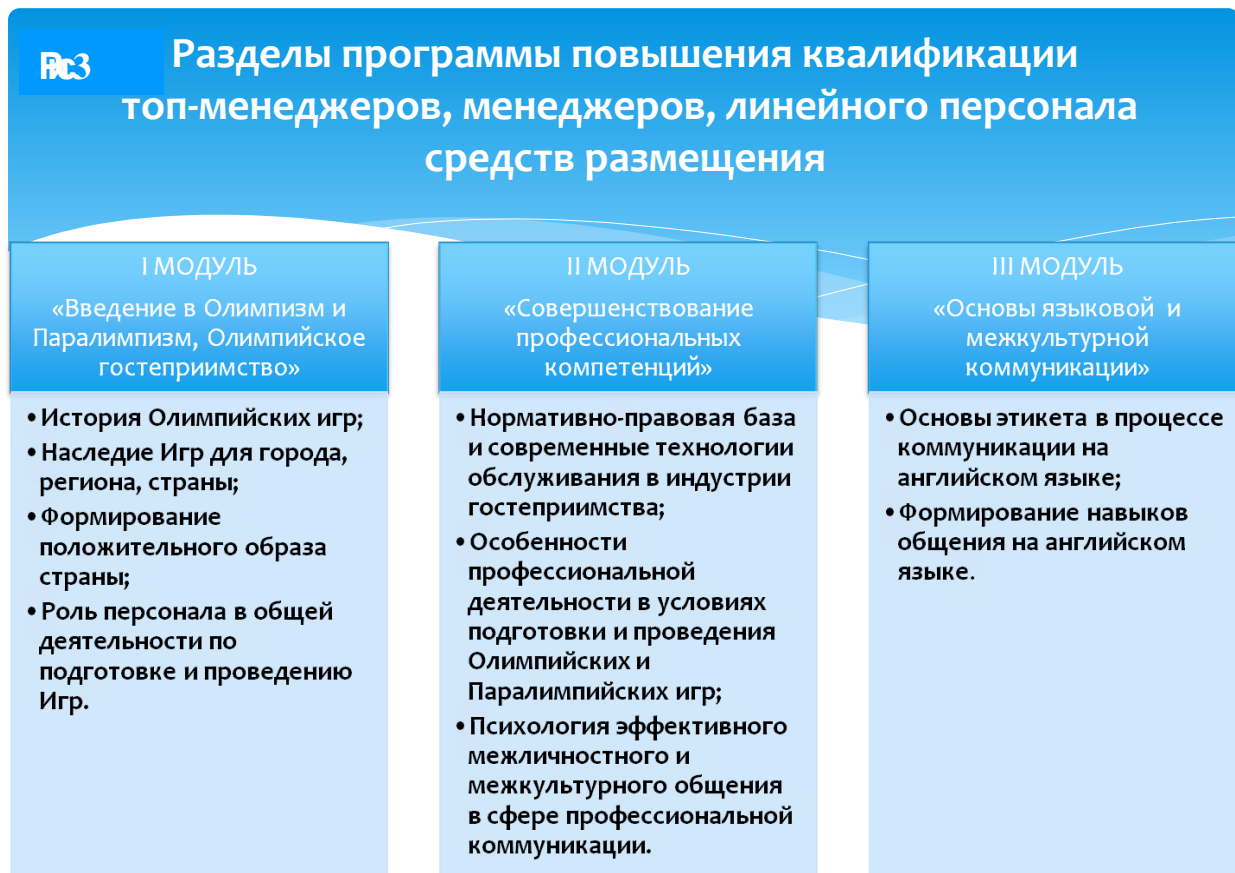 Рис3
Разделы программы повышения квалификации
топ-менеджеров, менеджеров, линейного персонала
средств размещения
I МОДУЛЬ
«Введение в Олимпизм и
Паралимпизм, Олимпийское
гостеприимство»
•История Олимпийских игр;
•Наследие Игр для города,
региона, страны;
•Формирование
положительного образа
страны;
•Роль персонала в общей
деятельности по
подготовке и проведению
Игр.
II МОДУЛЬ
«Совершенствование
профессиональных
компетенций»
•Нормативно-правовая база
и современные технологии
обслуживания в индустрии
гостеприимства;
•Особенности
профессиональной
деятельности в условиях
подготовки и проведения
Олимпийских и
Паралимпийских игр;
•Психология эффективного
межличностного и
межкультурного общения
в сфере профессиональной
коммуникации.
III МОДУЛЬ
«Основы языковой и
межкультурной
коммуникации»
•Основы этикета в процессе
коммуникации на
английском языке;
•Формирование навыков
общения на английском
языке.